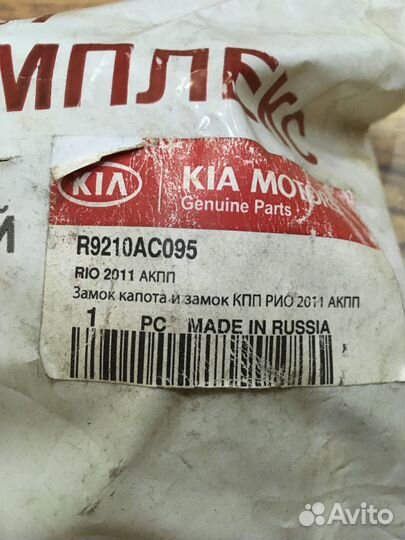 МПЛЕКС
Й
KIA
KIA MOTOR
Genuine Parts
R9210AC095
RIO 2011 АКПП
Замок капота и замок КПП РИО 2011 АКПП
1 PC MADE IN RUSSIA
Avito